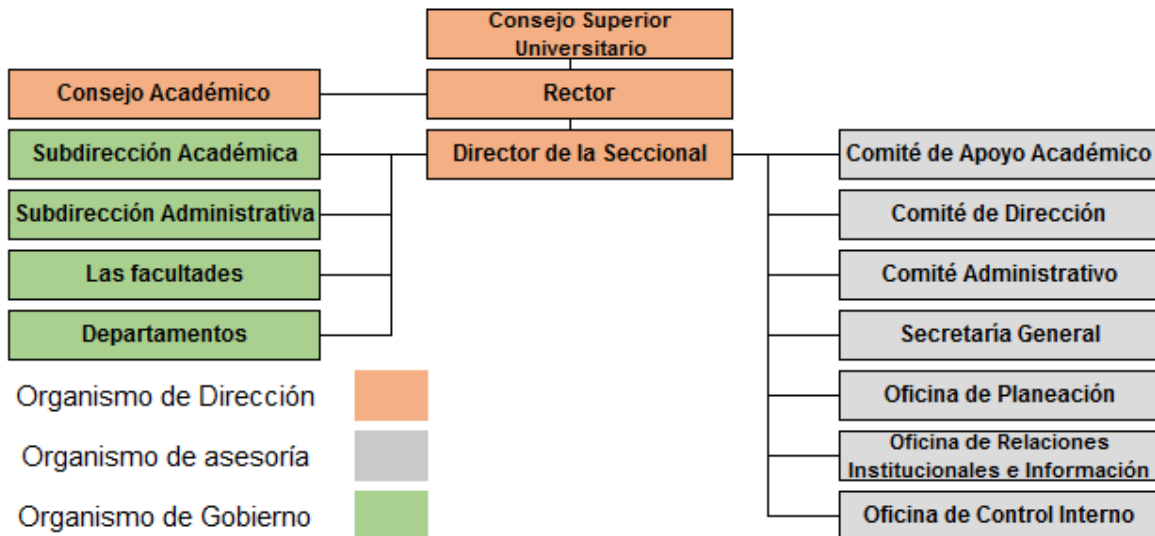 Consejo Superior
Universitario
Consejo Académico
Rector
Subdirección Académica
Director de la Seccional
Comité de Apoyo Académico
Subdirección Administrativa
Comité de Dirección
Las facultades
Comité Administrativo
Departamentos
Secretaría General
Organismo de Dirección
Oficina de Planeación
Organismo de asesoría
Oficina de Relaciones
Institucionales e Información
Organismo de Gobierno
Oficina de Control Interno